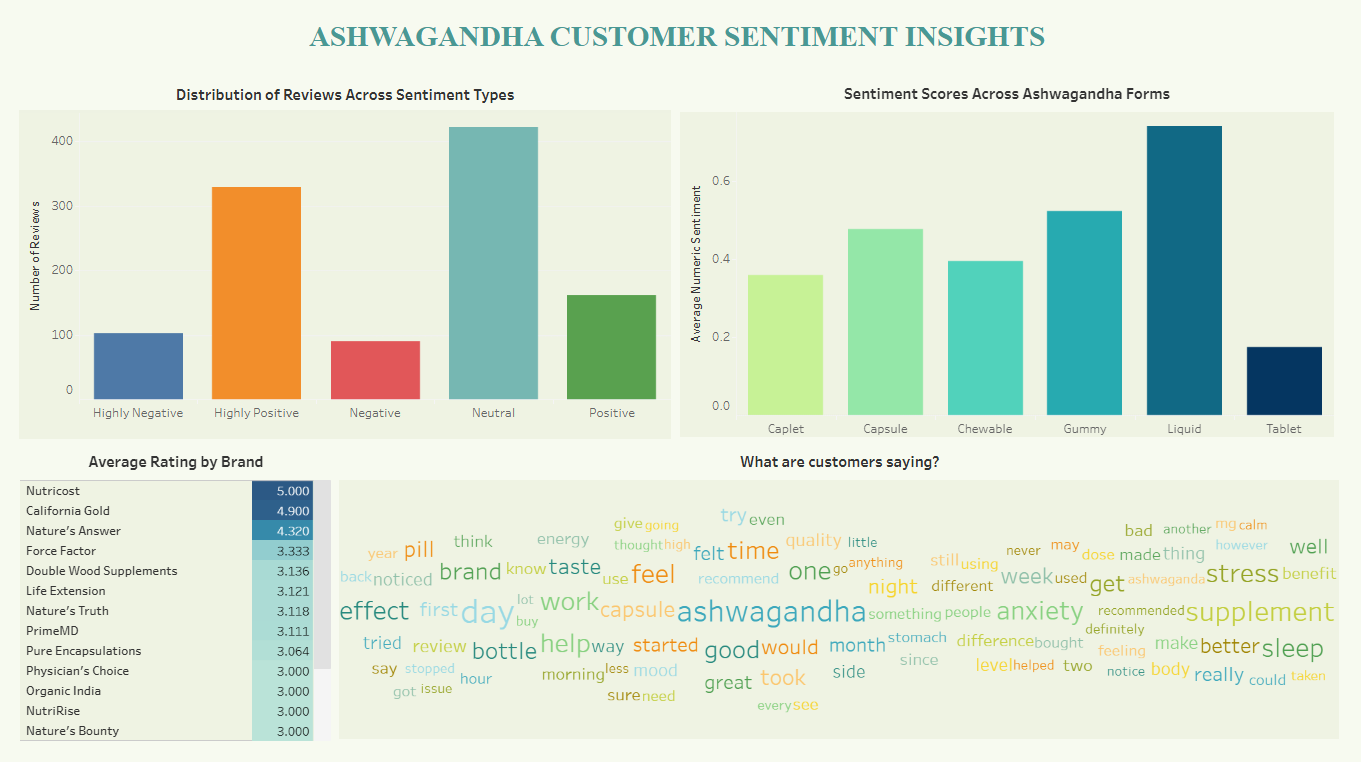 ASHWAGANDHA CUSTOMER SENTIMENT INSIGHTS
Distribution of Reviews Across Sentiment Types
Number of Reviews
400
300
200
100
0
Highly Negative
Highly Positive
Negative
Neutral
Positive
Sentiment Scores Across Ashwagandha Forms
Average Numeric Sentiment
0.6
0.4
0.2
0.0
Caplet
Capsule
Chewable
Gummy
Liquid
Tablet
Average Rating by Brand
Nutricost 5.000
California Gold 4.900
Nature's Answer 4.320
Force Factor 3.333
Double Wood Supplements 3.136
Life Extension 3.121
Nature's Truth 3.118
PrimeMD 3.111
Pure Encapsulations 3.064
Physician's Choice 3.000
Organic India 3.000
NutriRise 3.000
Nature's Bounty 3.000
What are customers saying?
try even
give going
bad another mg calm
year pill think energy thought high felt time quality little never may dose made thing however well
back noticed brand know taste use feel recommend one go anything night still using different week used get ashwaganda stress benefit
effect first day lot buy work capsule ashwagandha something people anxiety recommended supplement
tried review bottle help way started good would month stomach difference bought definitely make better sleep
say stopped hour morning less mood great took side since level helped two feeling notice body really could taken
got issue sure need every see